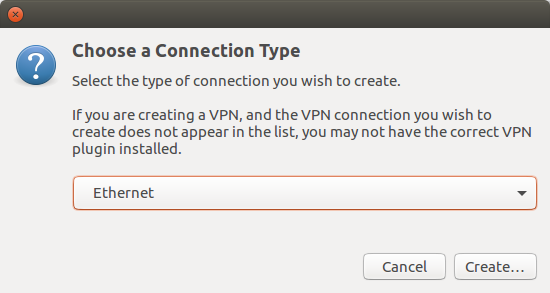 Choose a Connection Type
Select the type of connection you wish to create.
If you are creating a VPN, and the VPN connection you wish to
create does not appear in the list, you may not have the correct VPN
plugin installed.
Ethernet
Cancel
Create...